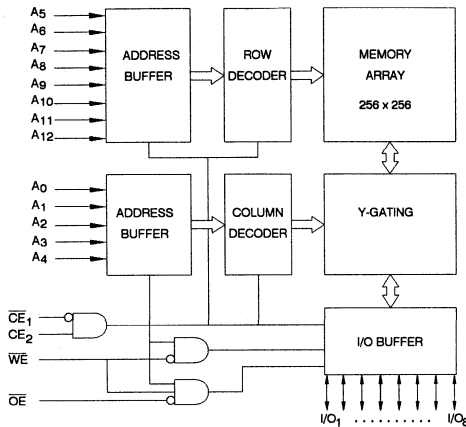 A5
A6
A7
A8
A9
A10
A11
A12
ADDRESS
BUFFER
ROW
DECODER
MEMORY
ARRAY
256 x 256
A0
A1
A2
A3
A4
ADDRESS
BUFFER
COLUMN
DECODER
Y-GATING
CE1
CE2
WE
OE
I/O BUFFER
I/O1 . . . . . . . . . . I/O8